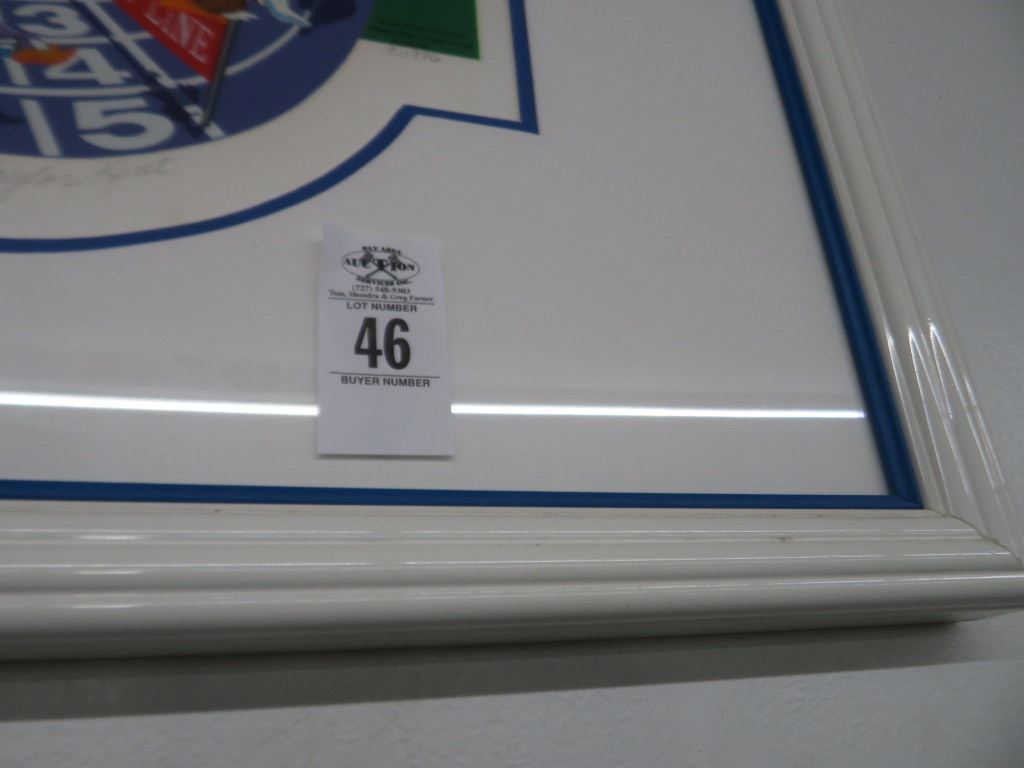 3
LINE
4
5
BAY AREA
AUCTION
SERVICES INC.
(727) 548-9303
Tom, Shondra & Greg Farner
LOT NUMBER
46
BUYER NUMBER